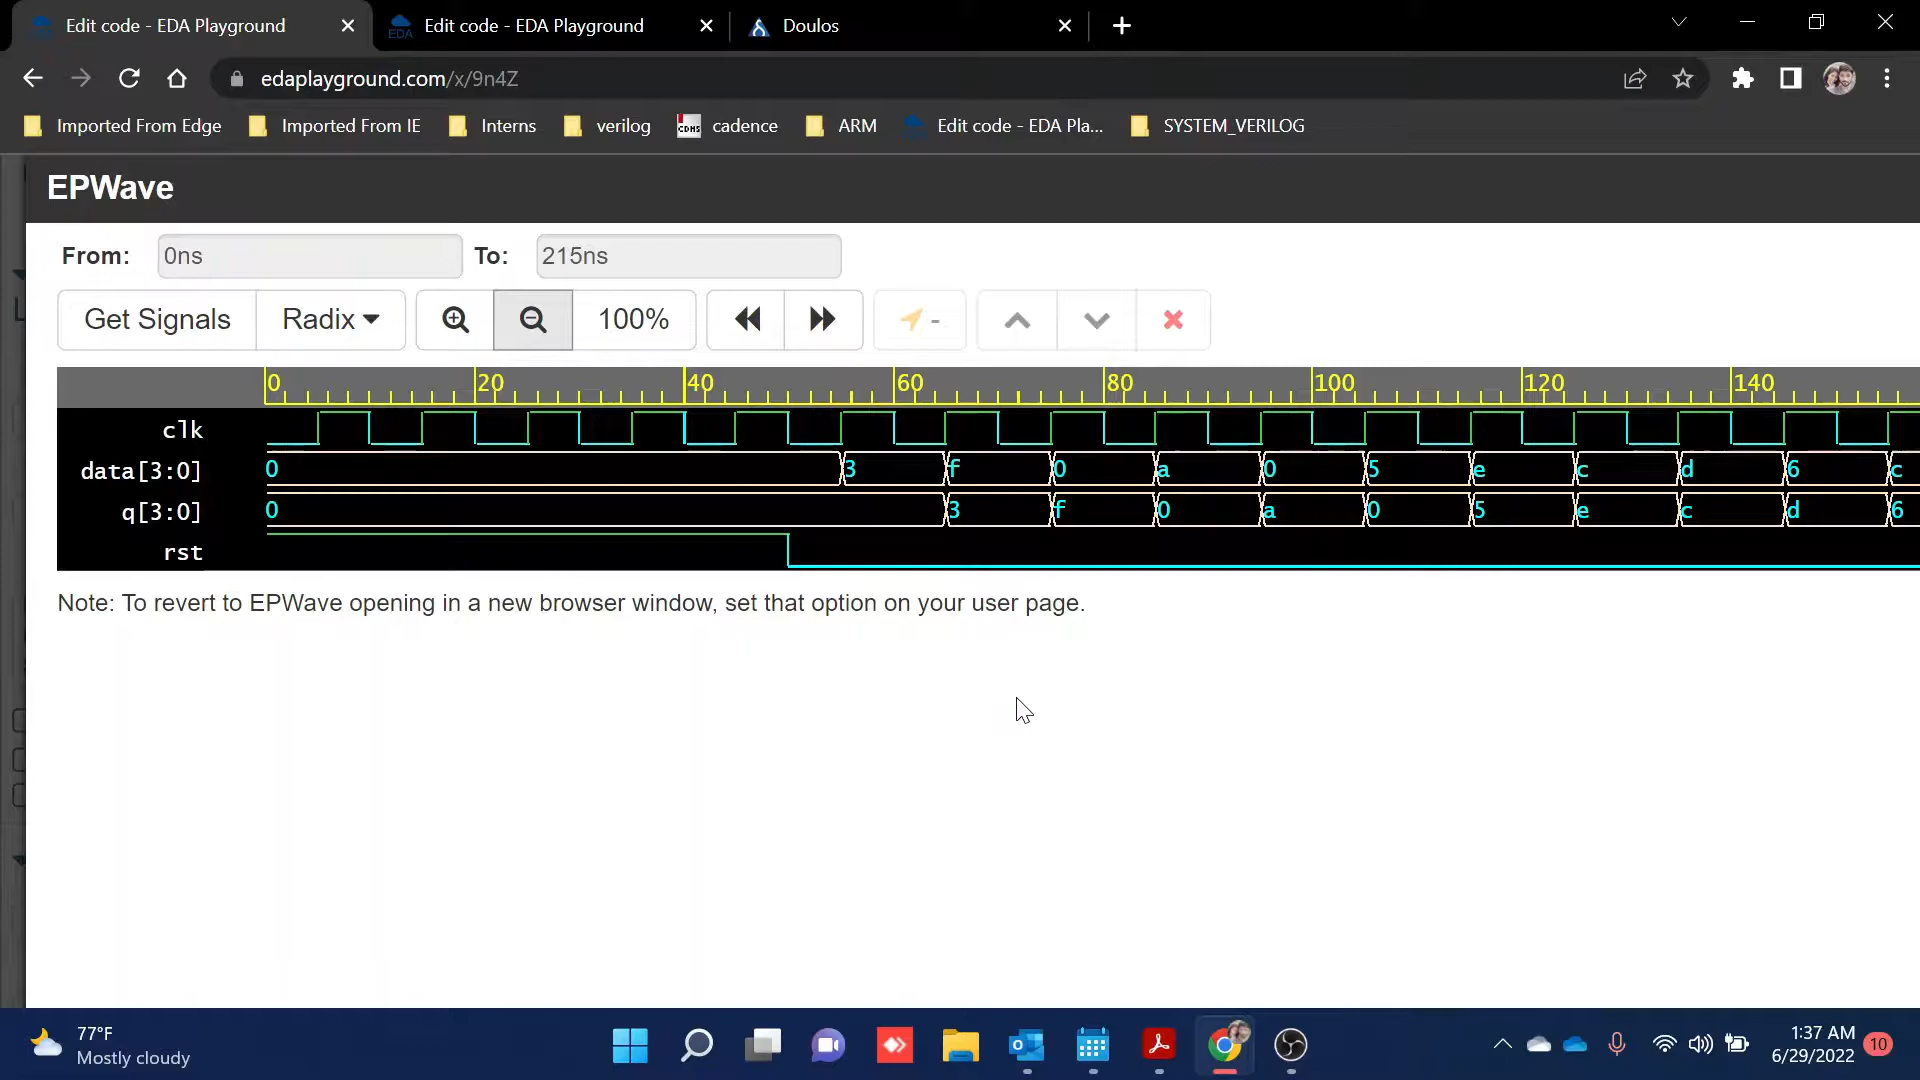 Edit code - EDA Playground
EDA Edit code - EDA Playground
Doulos
edaplayground.com/x/9n4Z
Imported From Edge Imported From IE Interns verilog CDNS cadence ARM Edit code - EDA Pla... SYSTEM_VERILOG
EPWave
From: 0ns To: 215ns
Get Signals Radix 100% -
0 20 40 60 80 100 120 140
clk
data[3:0] 0 3 f 0 a 0 5 e c d 6 c
q[3:0] 0 3 f 0 a 0 5 e c d 6
rst
Note: To revert to EPWave opening in a new browser window, set that option on your user page.
77°F
Mostly cloudy
1:37 AM
6/29/2022
10